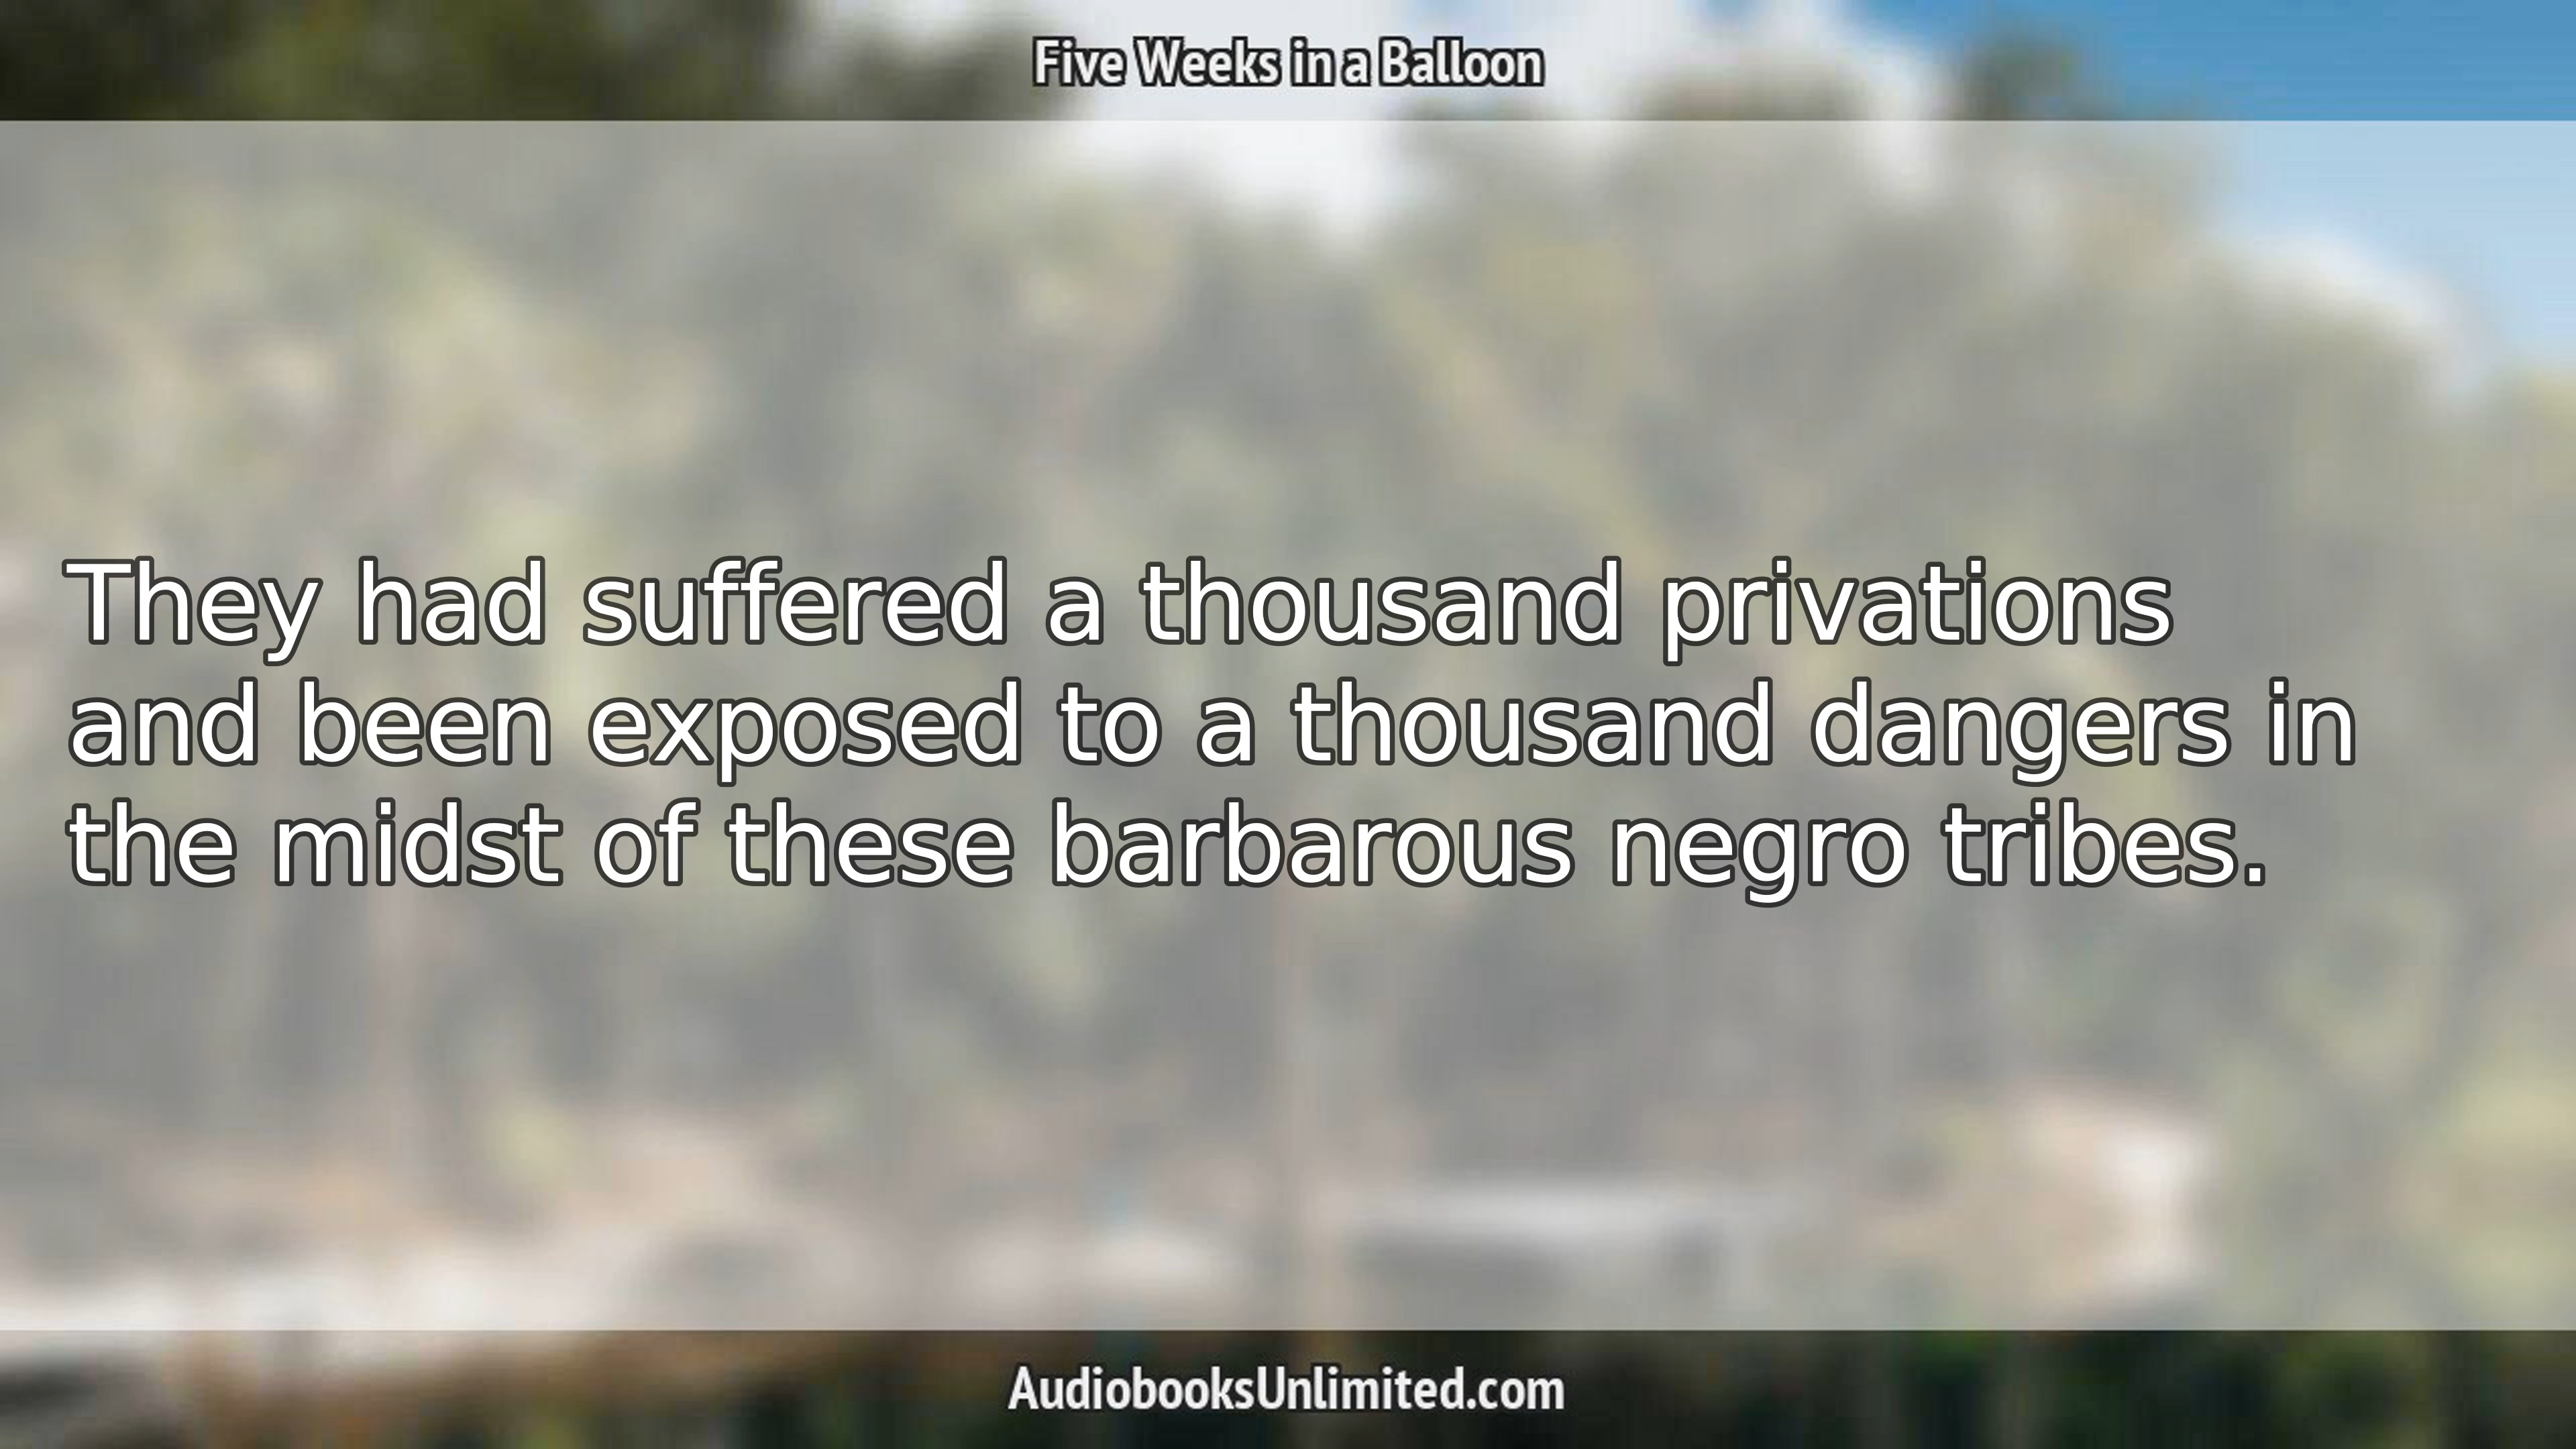 Five Weeks in a Balloon
They had suffered a thousand privations
and been exposed to a thousand dangers in
the midst of these barbarous negro tribes.
AudiobooksUnlimited.com